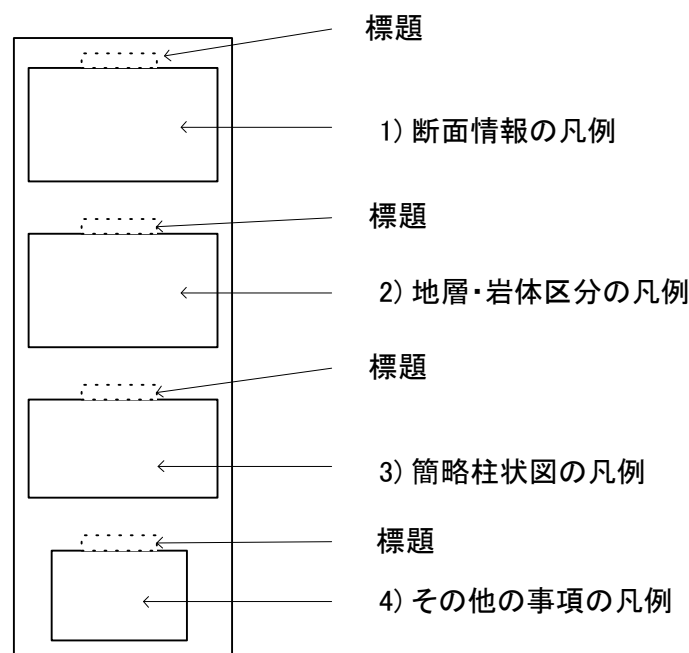 標題
1) 断面情報の凡例
標題
2) 地層・岩体区分の凡例
標題
3) 簡略柱状図の凡例
標題
4) その他の事項の凡例